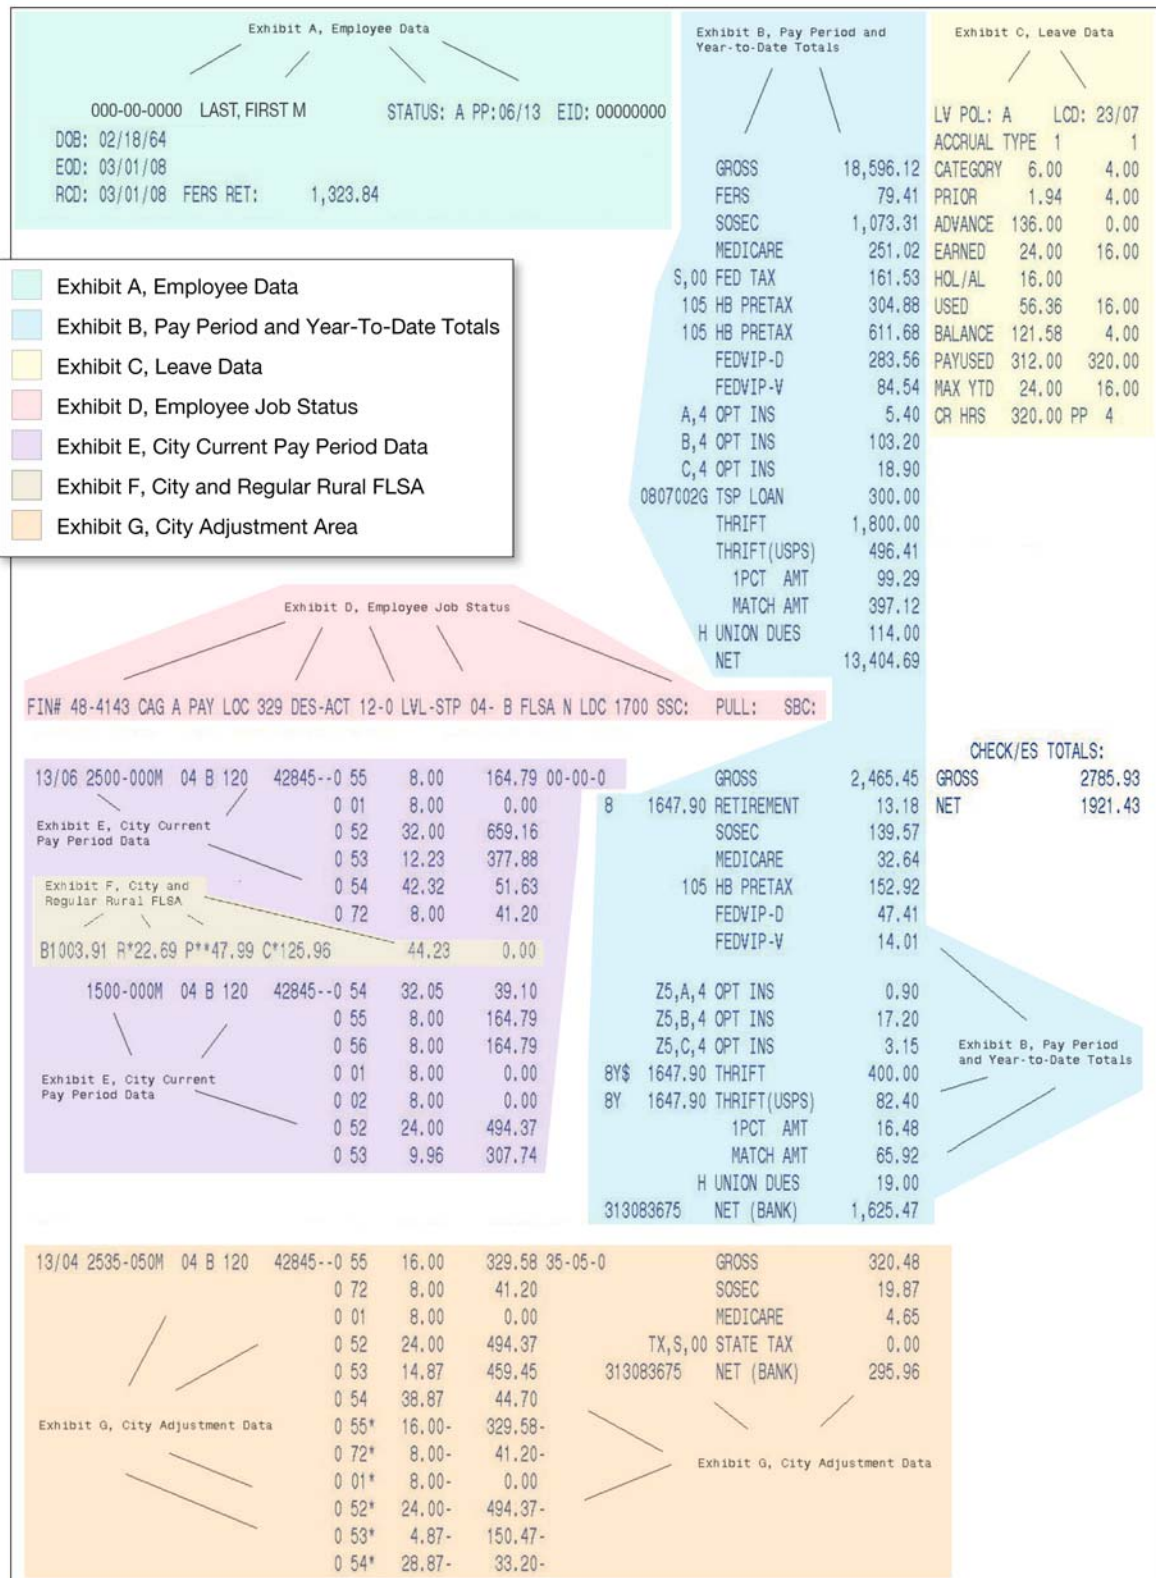 Exhibit A, Employee Data
000-00-0000 LAST, FIRST M STATUS: A PP:06/13 EID: 00000000
DOB: 02/18/64
EOD: 03/01/08
RCD: 03/01/08 FERS RET: 1,323.84
Exhibit A, Employee Data
Exhibit B, Pay Period and Year-To-Date Totals
Exhibit C, Leave Data
Exhibit D, Employee Job Status
Exhibit E, City Current Pay Period Data
Exhibit F, City and Regular Rural FLSA
Exhibit G, City Adjustment Area
Exhibit B, Pay Period and
Year-to-Date Totals
GROSS 18,596.12
FERS 79.41
SOSEC 1,073.31
MEDICARE 251.02
S,00 FED TAX 161.53
105 HB PRETAX 304.88
105 HB PRETAX 611.68
FEDVIP-D 283.56
FEDVIP-V 84.54
A,4 OPT INS 5.40
B,4 OPT INS 103.20
C,4 OPT INS 18.90
0807002G TSP LOAN 300.00
THRIFT 1,800.00
THRIFT(USPS) 496.41
1PCT AMT 99.29
MATCH AMT 397.12
H UNION DUES 114.00
NET 13,404.69
Exhibit C, Leave Data
LV POL: A LCD: 23/07
ACCRUAL TYPE 1 1
CATEGORY 6.00 4.00
PRIOR 1.94 4.00
ADVANCE 136.00 0.00
EARNED 24.00 16.00
HOL/AL 16.00
USED 56.36 16.00
BALANCE 121.58 4.00
PAYUSED 312.00 320.00
MAX YTD 24.00 16.00
CR HRS 320.00 PP 4
Exhibit D, Employee Job Status
FIN# 48-4143 CAG A PAY LOC 329 DES-ACT 12-0 LVL-STP 04- B FLSA N LDC 1700 SSC: PULL: SBC:
13/06 2500-000M 04 B 120 42845--0 55 8.00 164.79 00-00-0
0 01 8.00 0.00
Exhibit E, City Current
Pay Period Data
0 52 32.00 659.16
0 53 12.23 377.88
0 54 42.32 51.63
0 72 8.00 41.20
Exhibit F, City and
Regular Rural FLSA
B1003.91 R*22.69 P**47.99 C*125.96 44.23 0.00
1500-000M 04 B 120 42845--0 54 32.05 39.10
0 55 8.00 164.79
0 56 8.00 164.79
0 01 8.00 0.00
0 02 8.00 0.00
0 52 24.00 494.37
0 53 9.96 307.74
Exhibit E, City Current
Pay Period Data
GROSS 2,465.45
8 1647.90 RETIREMENT 13.18
SOSEC 139.57
MEDICARE 32.64
105 HB PRETAX 152.92
FEDVIP-D 47.41
FEDVIP-V 14.01
Z5,A,4 OPT INS 0.90
Z5,B,4 OPT INS 17.20
Z5,C,4 OPT INS 3.15
8Y$ 1647.90 THRIFT 400.00
8Y 1647.90 THRIFT(USPS) 82.40
1PCT AMT 16.48
MATCH AMT 65.92
H UNION DUES 19.00
313083675 NET (BANK) 1,625.47
CHECK/ES TOTALS:
GROSS 2785.93
NET 1921.43
Exhibit B, Pay Period
and Year-to-Date Totals
13/04 2535-050M 04 B 120 42845--0 55 16.00 329.58 35-05-0
0 72 8.00 41.20
0 01 8.00 0.00
0 52 24.00 494.37
0 53 14.87 459.45
0 54 38.87 44.70
0 55* 16.00- 329.58-
0 72* 8.00- 41.20-
0 01* 8.00- 0.00
0 52* 24.00- 494.37-
0 53* 4.87- 150.47-
0 54* 28.87- 33.20-
Exhibit G, City Adjustment Data
GROSS 320.48
SOSEC 19.87
MEDICARE 4.65
TX,S,00 STATE TAX 0.00
313083675 NET (BANK) 295.96
Exhibit G, City Adjustment Data